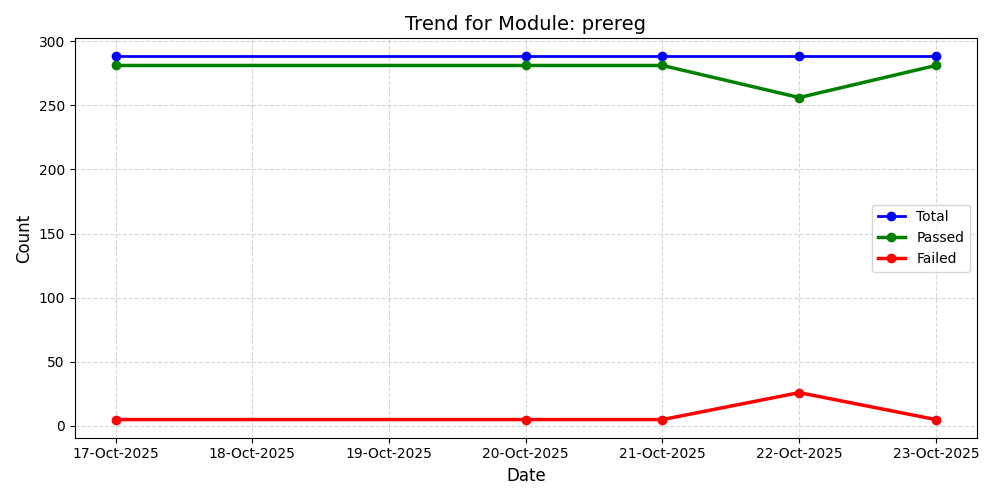 Trend for Module: prereg
300
250
200
150
100
50
0
Count
Total
Passed
Failed
17-Oct-2025
18-Oct-2025
19-Oct-2025
20-Oct-2025
21-Oct-2025
22-Oct-2025
23-Oct-2025
Date